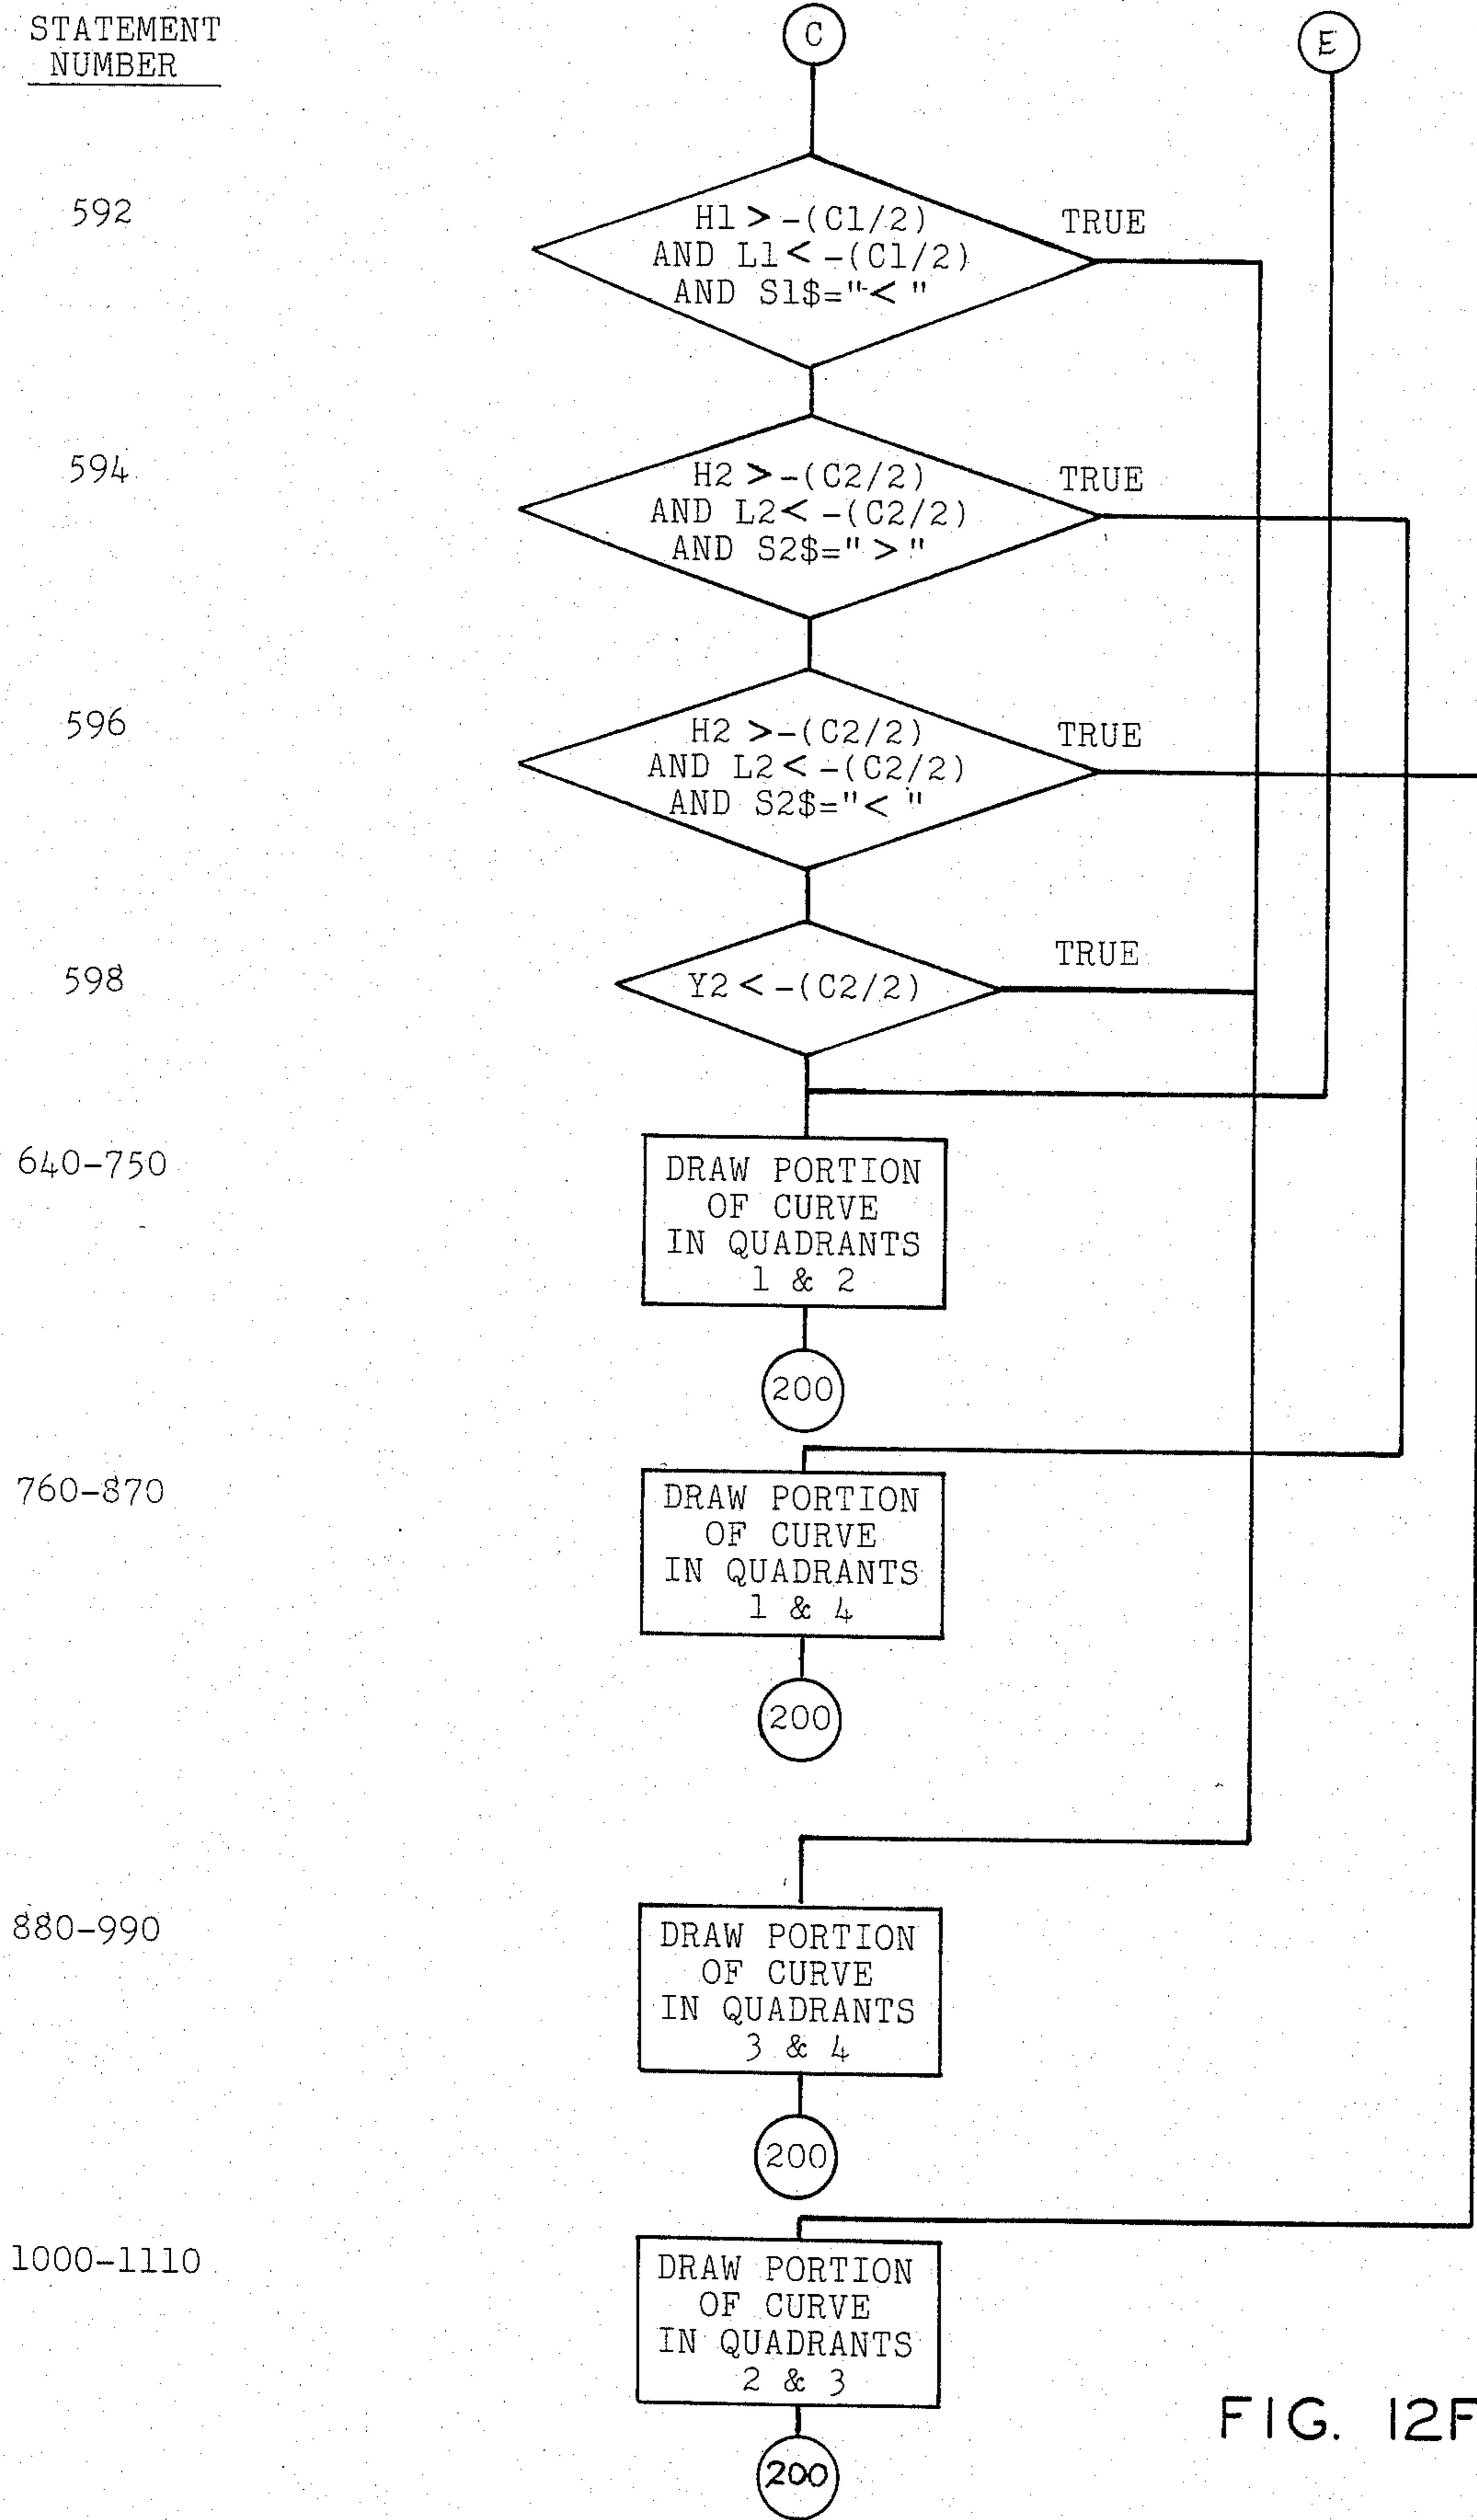 STATEMENT
NUMBER
C
E
592
H1 > -(C1/2)
AND L1 < -(C1/2)
AND S1$="< "
TRUE
594
H2 > -(C2/2)
AND L2 < -(C2/2)
AND S2$=" > "
TRUE
596
H2 > -(C2/2)
AND L2 < -(C2/2)
AND S2$="< "
TRUE
598
Y2 < -(C2/2)
TRUE
640-750
DRAW PORTION
OF CURVE
IN QUADRANTS
1 & 2
200
760-870
DRAW PORTION
OF CURVE
IN QUADRANTS
1 & 4
200
880-990
DRAW PORTION
OF CURVE
IN QUADRANTS
3 & 4
200
1000-1110
DRAW PORTION
OF CURVE
IN QUADRANTS
2 & 3
200
FIG. 12F